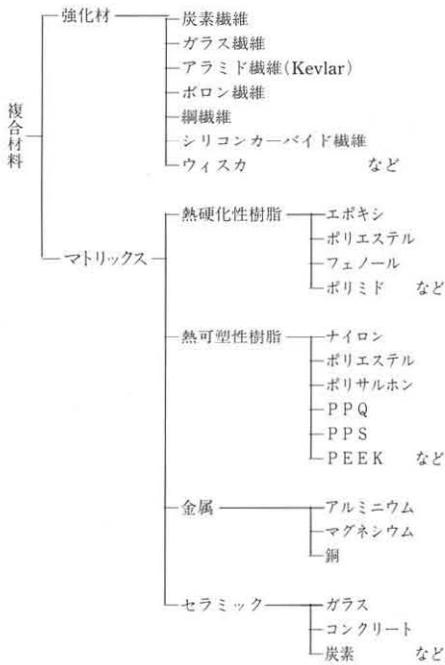 複合材料
強化材
炭素繊維
ガラス繊維
アラミド繊維(Kevlar)
ボロン繊維
綱繊維
シリコンカーバイド繊維
ウィスカ など
マトリックス
熱硬化性樹脂
エポキシ
ポリエステル
フェノール
ポリミド など
熱可塑性樹脂
ナイロン
ポリエステル
ポリサルホン
PPQ
PPS
PEEK など
金属
アルミニウム
マグネシウム
銅
セラミック
ガラス
コンクリート
炭素 など